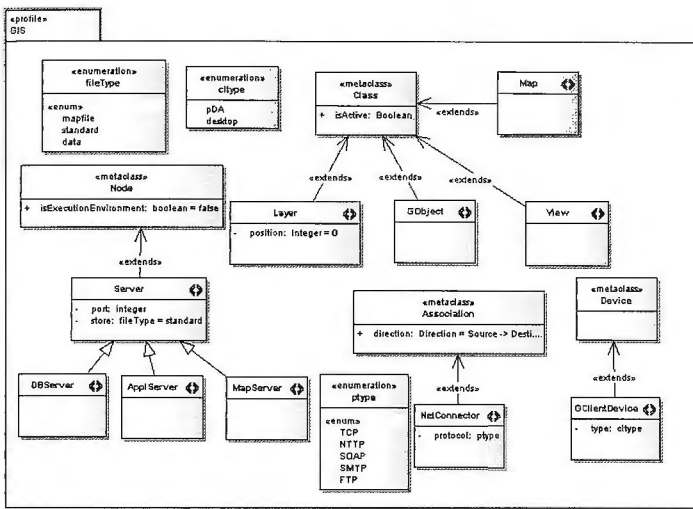 «profile»
GIS
«enumeration»
fileType
«enum»
mapfile
standard
data
«enumeration»
cltype
pDA
desktop
«metaclass»
Class
+ isActive: Boolean
Map
«extends»
«metaclass»
Node
+ isExecutionEnvironment: boolean = false
«extends»
«extends»
«extends»
Layer
- position: Integer = 0
GObject
View
«extends»
Server
- port: integer
- store: fileType = standard
«metaclass»
Association
+ direction: Direction = Source -> Desti....
«metaclass»
Device
DBServer
ApplServer
MapServer
«enumeration»
ptype
«enum»
TCP
NTTP
SOAP
SMTP
FTP
«extends»
NetConnector
- protocol: ptype
«extends»
GClientDevice
- type: cltype